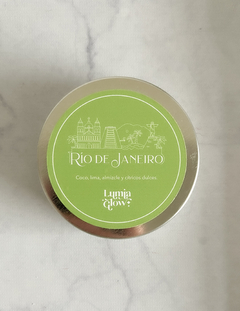 RIO DE JANEIRO
Coco, lima, almizcle y cítricos dulces
Lumia
Glow